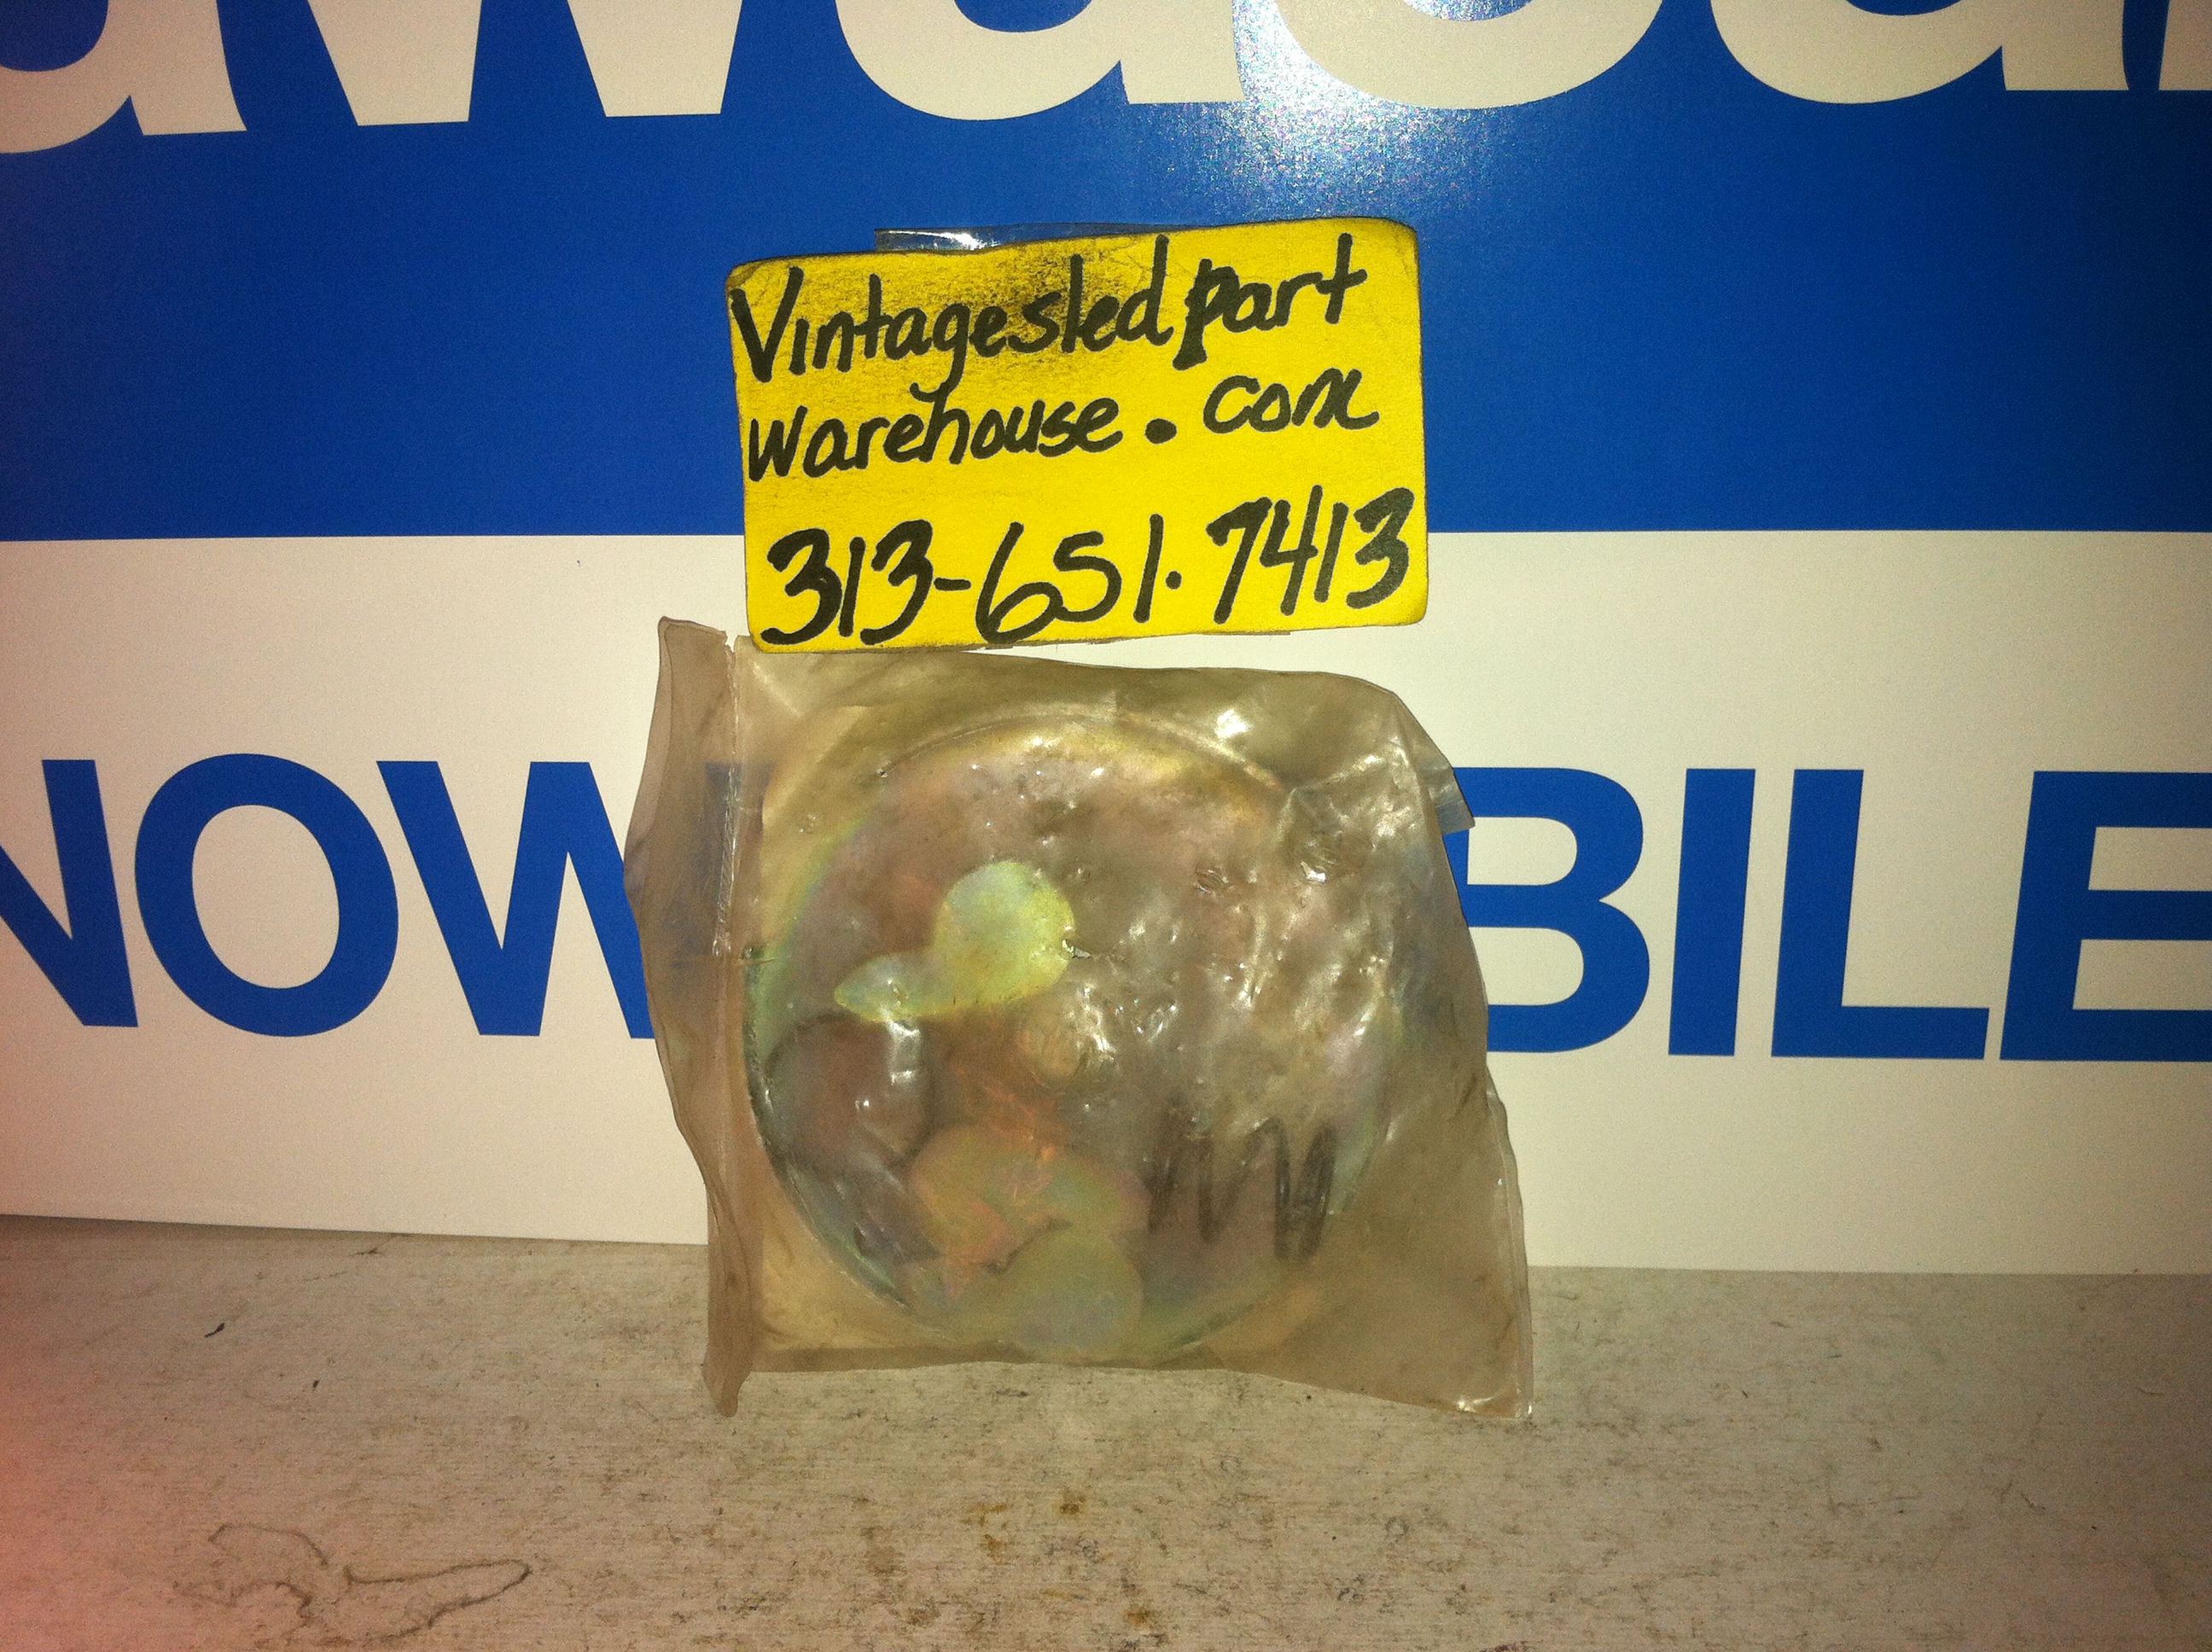 Vintagesledpart
warehouse.com
313-651.7413
NOW
BILE